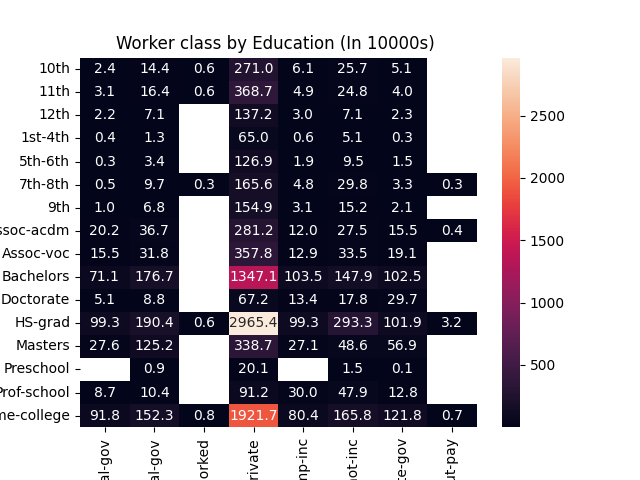 Worker class by Education (In 10000s)
10th 2.4 14.4 0.6 271.0 6.1 25.7 5.1
11th 3.1 16.4 0.6 368.7 4.9 24.8 4.0
12th 2.2 7.1 137.2 3.0 7.1 2.3
1st-4th 0.4 1.3 65.0 0.6 5.1 0.3
5th-6th 0.3 3.4 126.9 1.9 9.5 1.5
7th-8th 0.5 9.7 0.3 165.6 4.8 29.8 3.3 0.3
9th 1.0 6.8 154.9 3.1 15.2 2.1
ssoc-acdm 20.2 36.7 281.2 12.0 27.5 15.5 0.4
Assoc-voc 15.5 31.8 357.8 12.9 33.5 19.1
Bachelors 71.1 176.7 1347.1 103.5 147.9 102.5
Doctorate 5.1 8.8 67.2 13.4 17.8 29.7
HS-grad 99.3 190.4 0.6 2965.4 99.3 293.3 101.9 3.2
Masters 27.6 125.2 338.7 27.1 48.6 56.9
Preschool 0.9 20.1 1.5 0.1
Prof-school 8.7 10.4 91.2 30.0 47.9 12.8
me-college 91.8 152.3 0.8 1921.7 80.4 165.8 121.8 0.7
al-gov
al-gov
orked
rivate
mp-inc
not-inc
te-gov
ut-pay
2500
2000
1500
1000
500